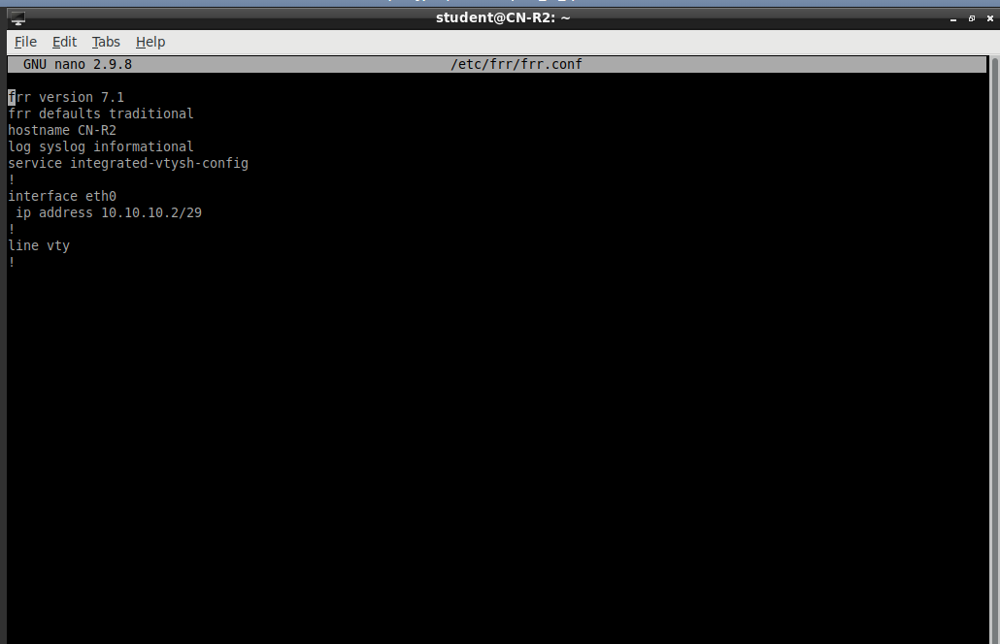 student@CN-R2: ~
File Edit Tabs Help
GNU nano 2.9.8 /etc/frr/frr.conf
frr version 7.1
frr defaults traditional
hostname CN-R2
log syslog informational
service integrated-vtysh-config
!
interface eth0
 ip address 10.10.10.2/29
!
line vty
!